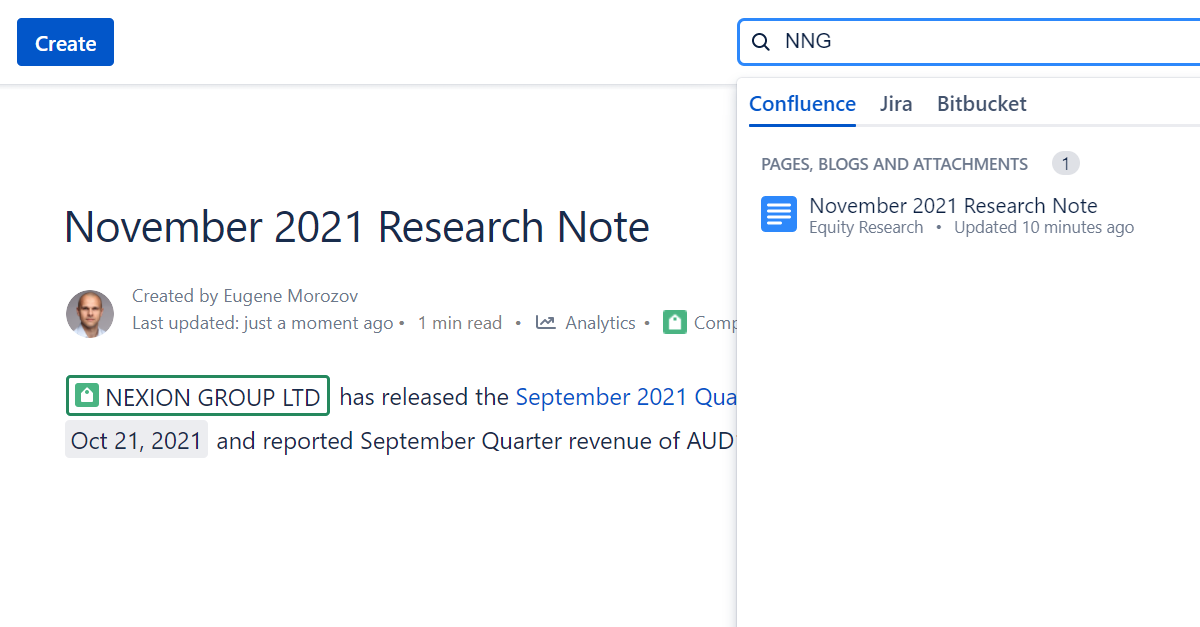 Create
NNG
Confluence Jira Bitbucket
PAGES, BLOGS AND ATTACHMENTS 1
November 2021 Research Note
Equity Research • Updated 10 minutes ago
November 2021 Research Note
Created by Eugene Morozov
Last updated: just a moment ago • 1 min read • Analytics • Comp
NEXION GROUP LTD has released the September 2021 Qua
Oct 21, 2021 and reported September Quarter revenue of AUD